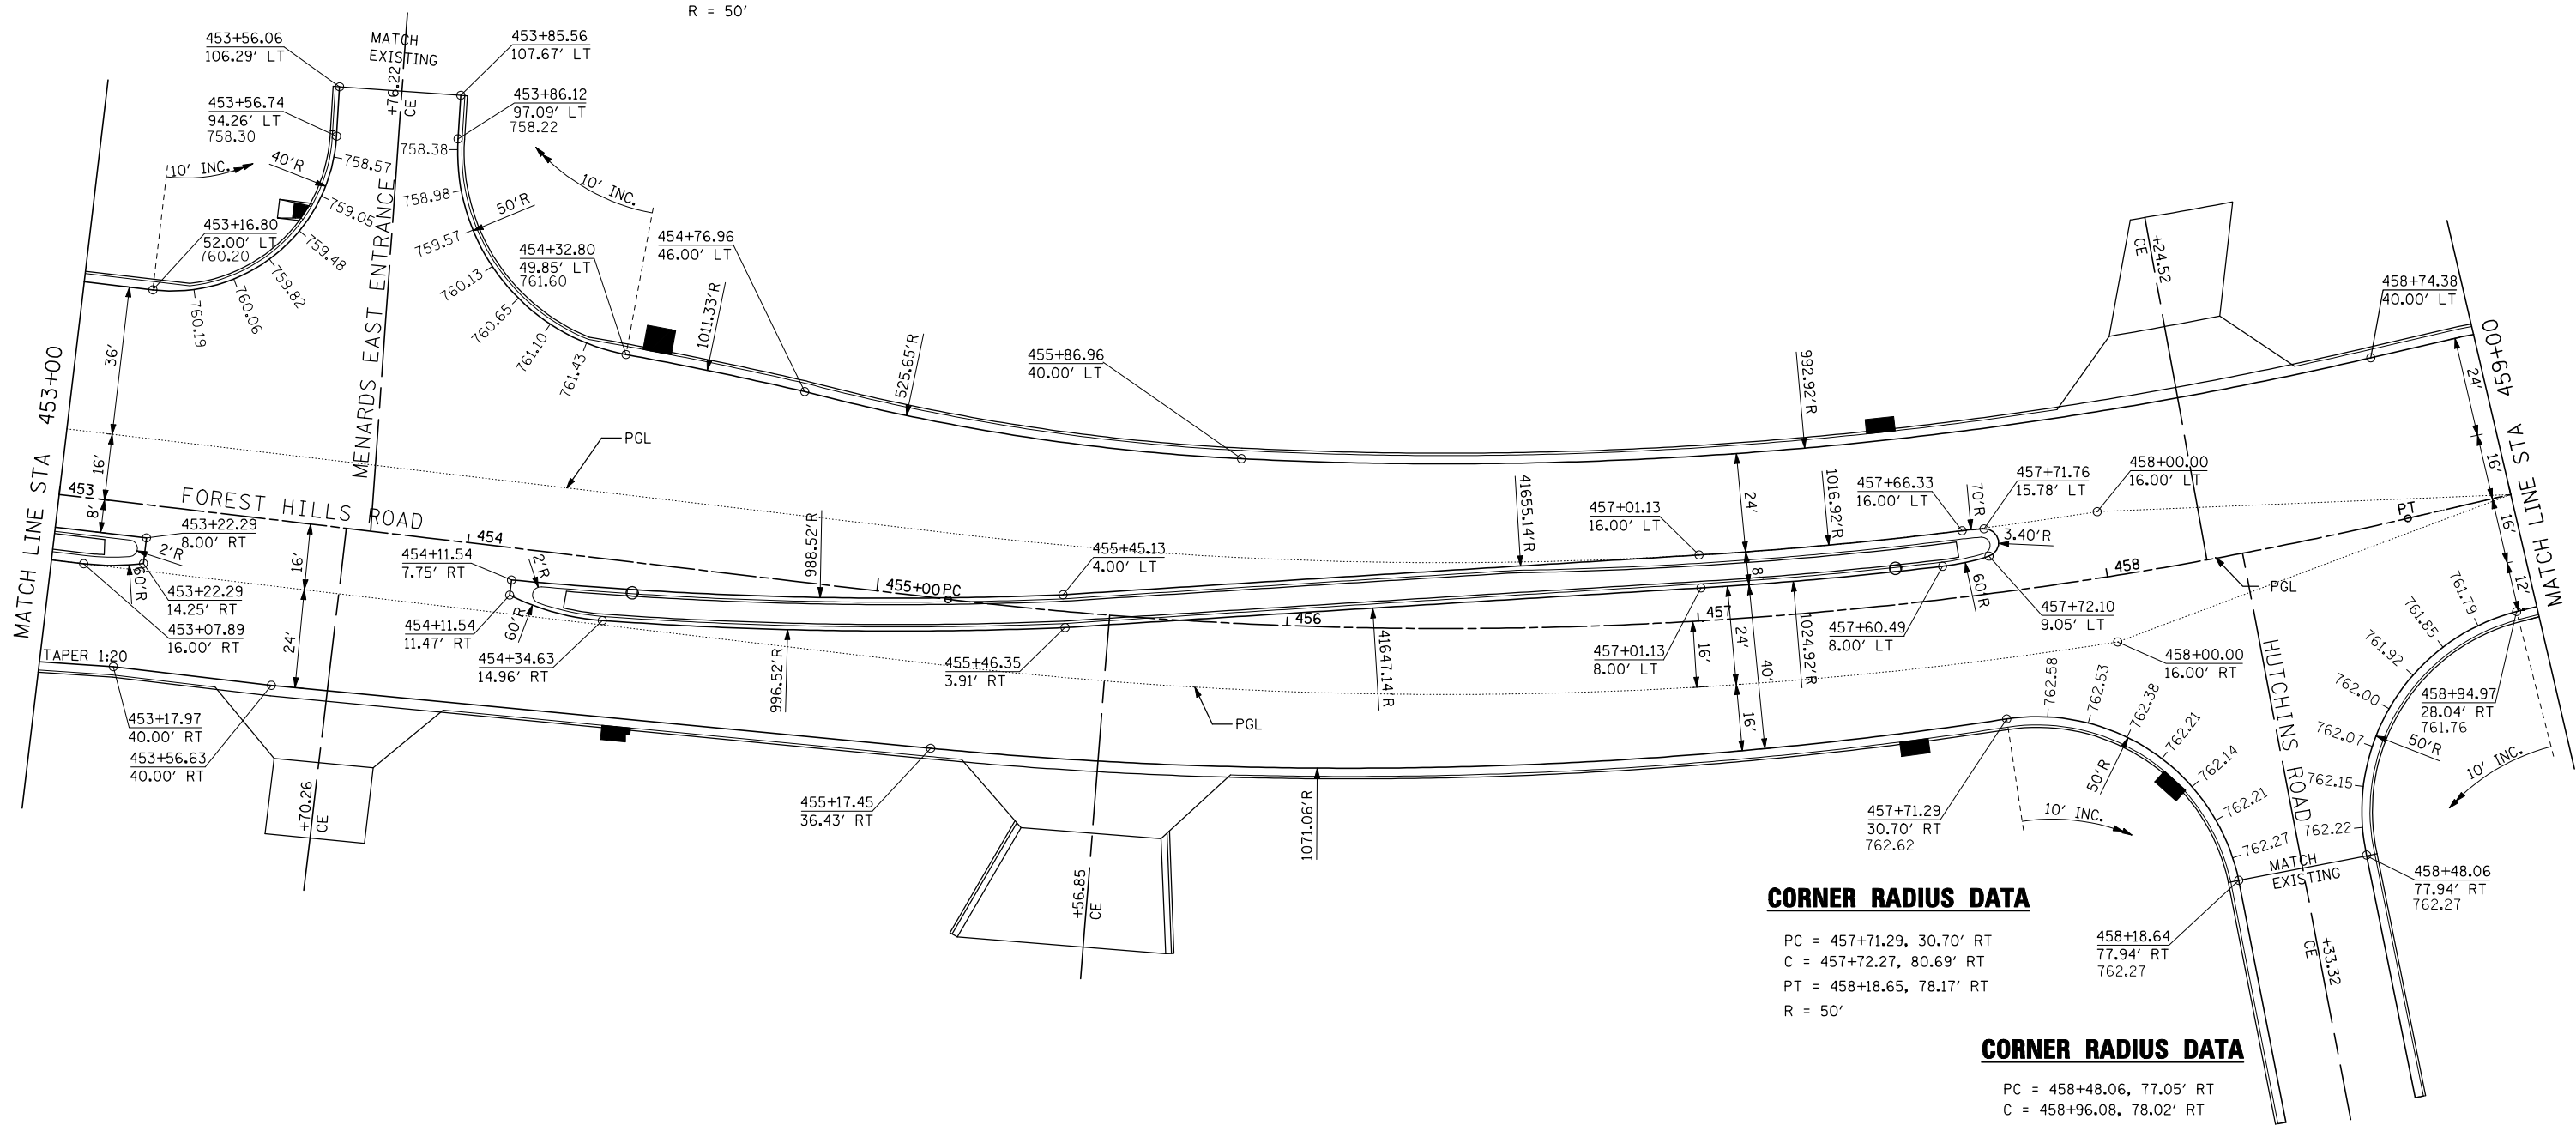 R = 50'
453+56.06
106.29' LT
MATCH
EXISTING
453+85.56
107.67' LT
+76.22
CE
453+56.74
94.26' LT
758.30
453+86.12
97.09' LT
758.22
10' INC.
40'R
758.57
758.38
759.05
758.98
759.48
759.57
759.82
760.13
760.06
760.65
760.19
761.10
761.43
50'R
10' INC.
453+16.80
52.00' LT
760.20
454+32.80
49.85' LT
761.60
454+76.96
46.00' LT
1011.33'R
525.65'R
455+86.96
40.00' LT
992.92'R
+24.52
CE
458+74.38
40.00' LT
MATCH LINE STA 453+00
MENARDS EAST ENTRANCE
36'
16'
8'
PGL
453
FOREST HILLS ROAD
454
455+00
PC
456
457
458
PT
453+22.29
8.00' RT
2'R
60'R
453+22.29
14.25' RT
453+07.89
16.00' RT
TAPER 1:20
16'
24'
454+11.54
7.75' RT
454+11.54
11.47' RT
2'R
60'R
454+34.63
14.96' RT
988.52'R
996.52'R
455+45.13
4.00' LT
455+46.35
3.91' RT
41655.14'R
41647.14'R
457+01.13
16.00' LT
457+01.13
8.00' LT
24'
8'
16'
24'
40'
16'
1016.92'R
1024.92'R
457+66.33
16.00' LT
70'R
457+71.76
15.78' LT
3.40'R
458+00.00
16.00' LT
457+60.49
8.00' LT
60'R
457+72.10
9.05' LT
458+00.00
16.00' RT
PGL
24'
16'
16'
12'
459+00
MATCH LINE STA
453+17.97
40.00' RT
453+56.63
40.00' RT
+70.26
CE
455+17.45
36.43' RT
PGL
+56.85
CE
1071.06'R
457+71.29
30.70' RT
762.62
762.58
762.53
762.38
762.21
762.14
762.21
762.27
50'R
10' INC.
HUTCHINS ROAD
761.79
761.85
761.92
762.00
762.07
762.15
762.22
50'R
458+94.97
28.04' RT
761.76
10' INC.
MATCH
EXISTING
458+48.06
77.94' RT
762.27
458+18.64
77.94' RT
762.27
+33.32
CE
CORNER RADIUS DATA
PC = 457+71.29, 30.70' RT
C = 457+72.27, 80.69' RT
PT = 458+18.65, 78.17' RT
R = 50'
CORNER RADIUS DATA
PC = 458+48.06, 77.05' RT
C = 458+96.08, 78.02' RT